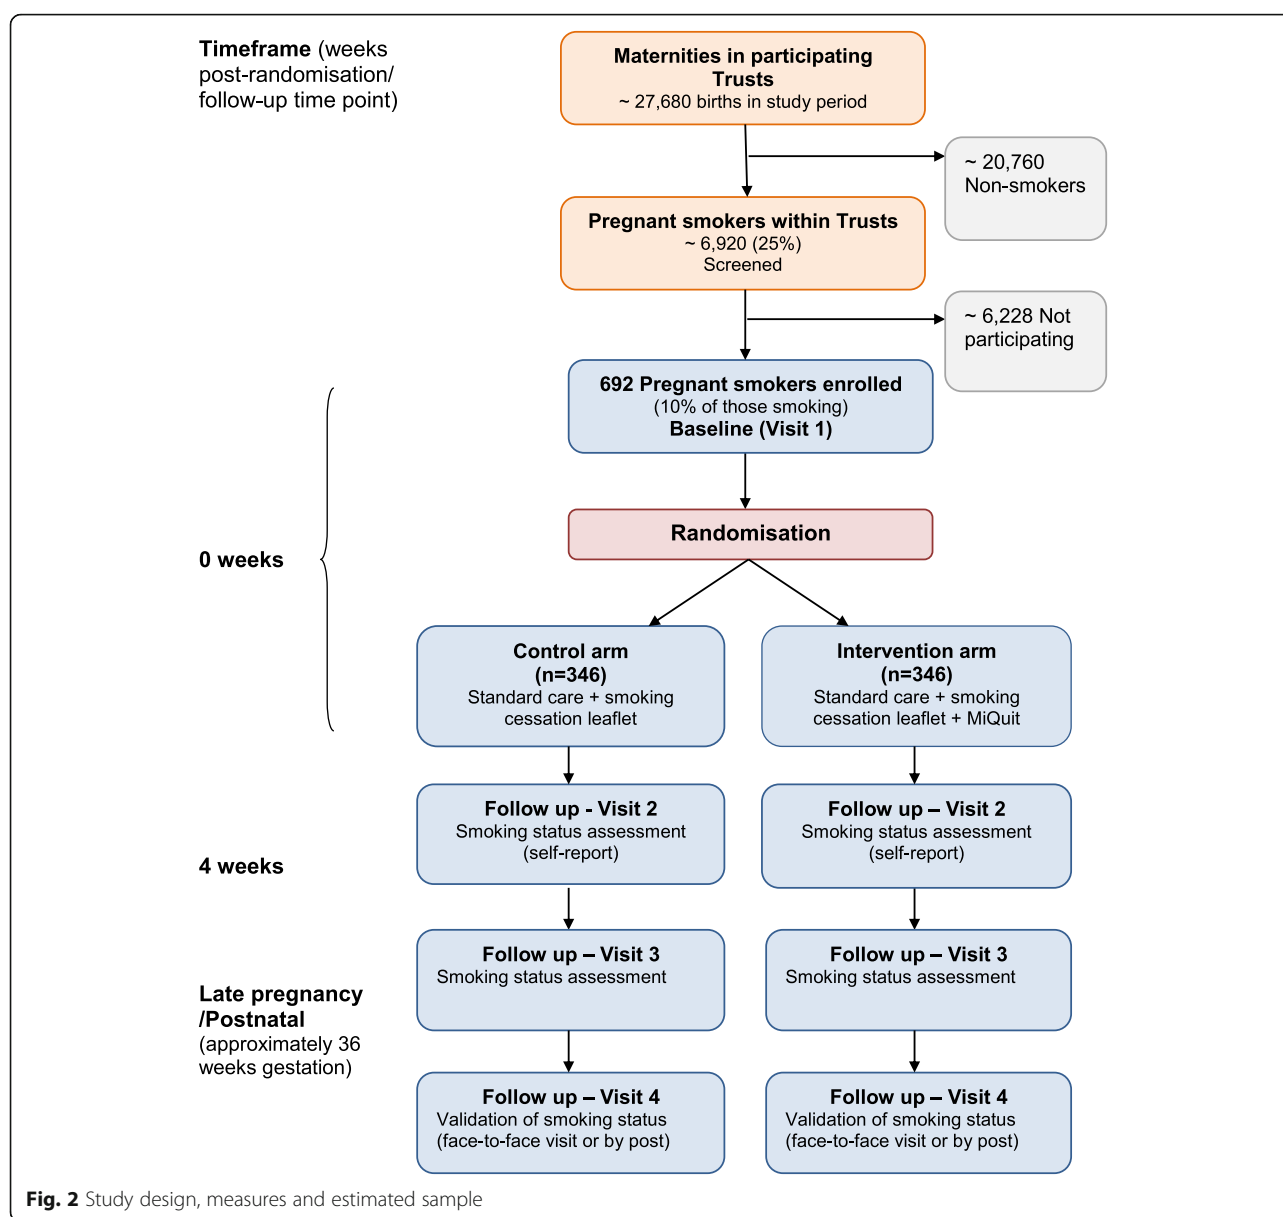 Timeframe (weeks
post-randomisation/
follow-up time point)
Maternities in participating
Trusts
~ 27,680 births in study period
~ 20,760
Non-smokers
Pregnant smokers within Trusts
~ 6,920 (25%)
Screened
~ 6,228 Not
participating
692 Pregnant smokers enrolled
(10% of those smoking)
Baseline (Visit 1)
Randomisation
0 weeks
Control arm
(n=346)
Standard care + smoking
cessation leaflet
Intervention arm
(n=346)
Standard care + smoking
cessation leaflet + MiQuit
4 weeks
Follow up - Visit 2
Smoking status assessment
(self-report)
Follow up – Visit 2
Smoking status assessment
(self-report)
Late pregnancy
/Postnatal
(approximately 36
weeks gestation)
Follow up – Visit 3
Smoking status assessment
Follow up – Visit 3
Smoking status assessment
Follow up – Visit 4
Validation of smoking status
(face-to-face visit or by post)
Follow up – Visit 4
Validation of smoking status
(face-to-face visit or by post)
Fig. 2 Study design, measures and estimated sample